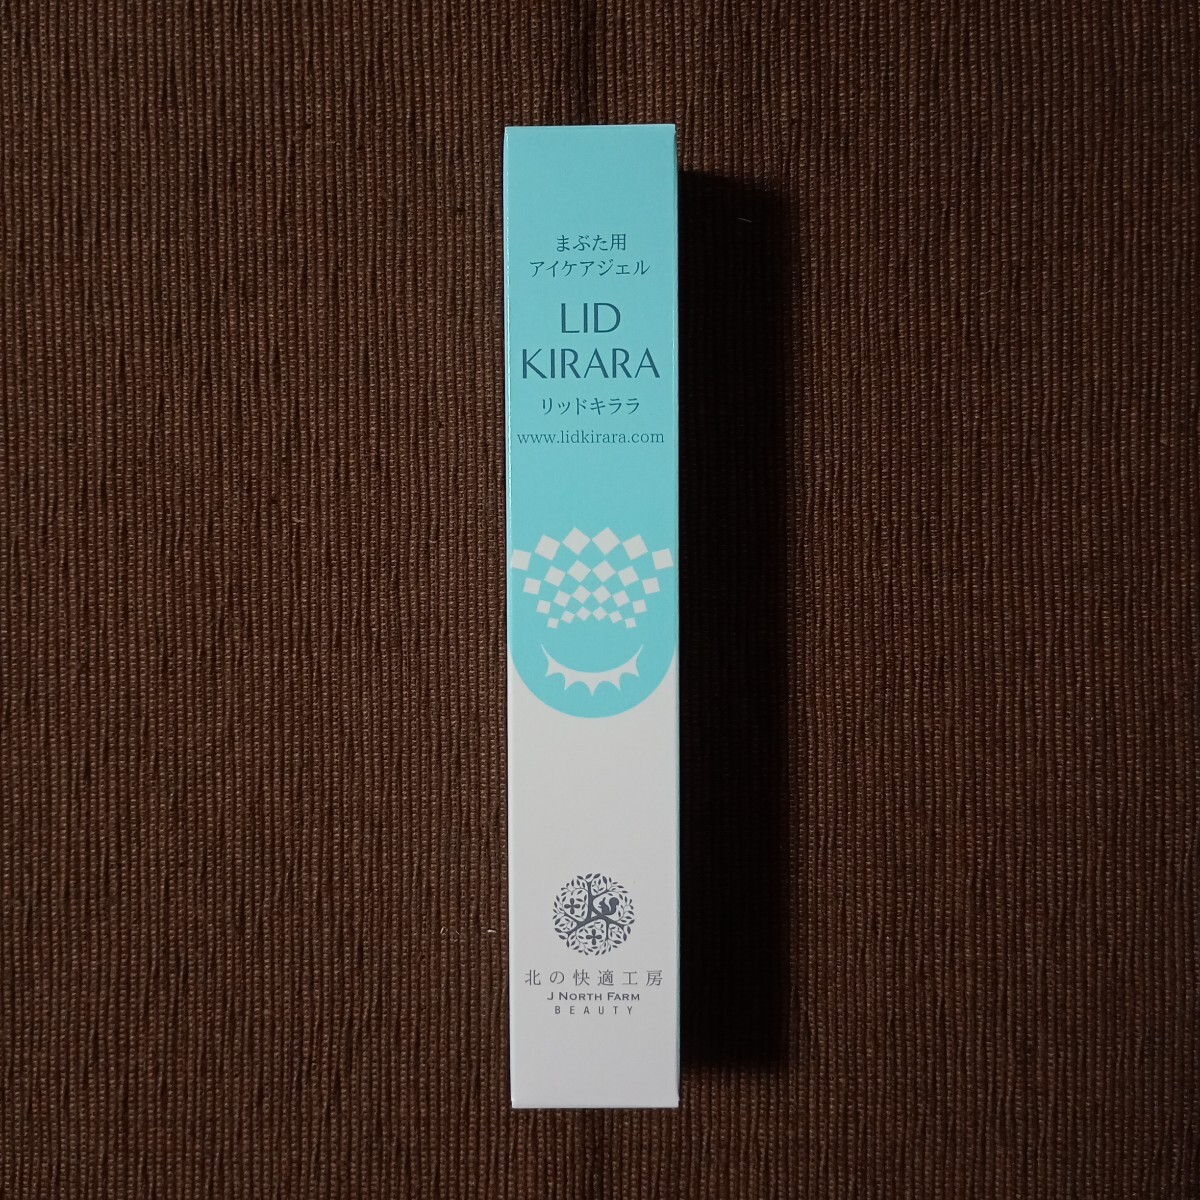 まぶた用
アイケアジェル
LID
KIRARA
リッドキララ
www.lidkirara.com
北の快適工房
J NORTH FARM
BEAUTY